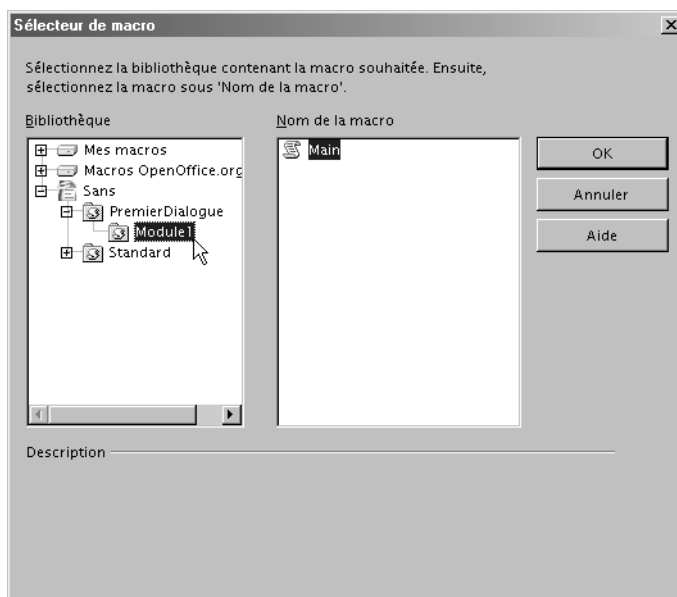 Sélecteur de macro
Sélectionnez la bibliothèque contenant la macro souhaitée. Ensuite,
sélectionnez la macro sous 'Nom de la macro'.
Bibliothèque
Nom de la macro
Mes macros
Macros OpenOffice.org
Sans
PremierDialogue
Module1
Standard
Main
OK
Annuler
Aide
Description